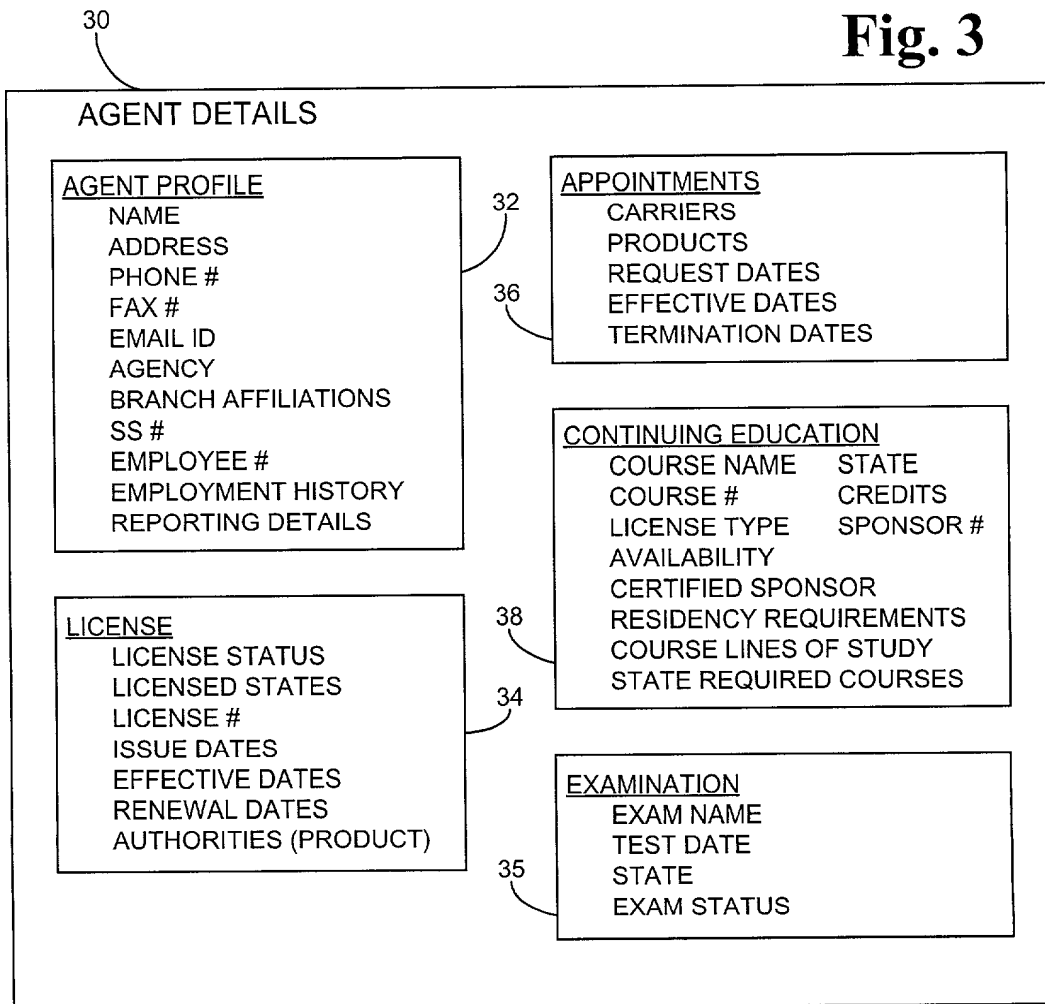 30
Fig. 3
AGENT DETAILS
AGENT PROFILE
NAME
ADDRESS
PHONE #
FAX #
EMAIL ID
AGENCY
BRANCH AFFILIATIONS
SS #
EMPLOYEE #
EMPLOYMENT HISTORY
REPORTING DETAILS
32
LICENSE
LICENSE STATUS
LICENSED STATES
LICENSE #
ISSUE DATES
EFFECTIVE DATES
RENEWAL DATES
AUTHORITIES (PRODUCT)
34
APPOINTMENTS
CARRIERS
PRODUCTS
REQUEST DATES
EFFECTIVE DATES
TERMINATION DATES
36
CONTINUING EDUCATION
COURSE NAME STATE
COURSE # CREDITS
LICENSE TYPE SPONSOR #
AVAILABILITY
CERTIFIED SPONSOR
RESIDENCY REQUIREMENTS
COURSE LINES OF STUDY
STATE REQUIRED COURSES
38
EXAMINATION
EXAM NAME
TEST DATE
STATE
EXAM STATUS
35